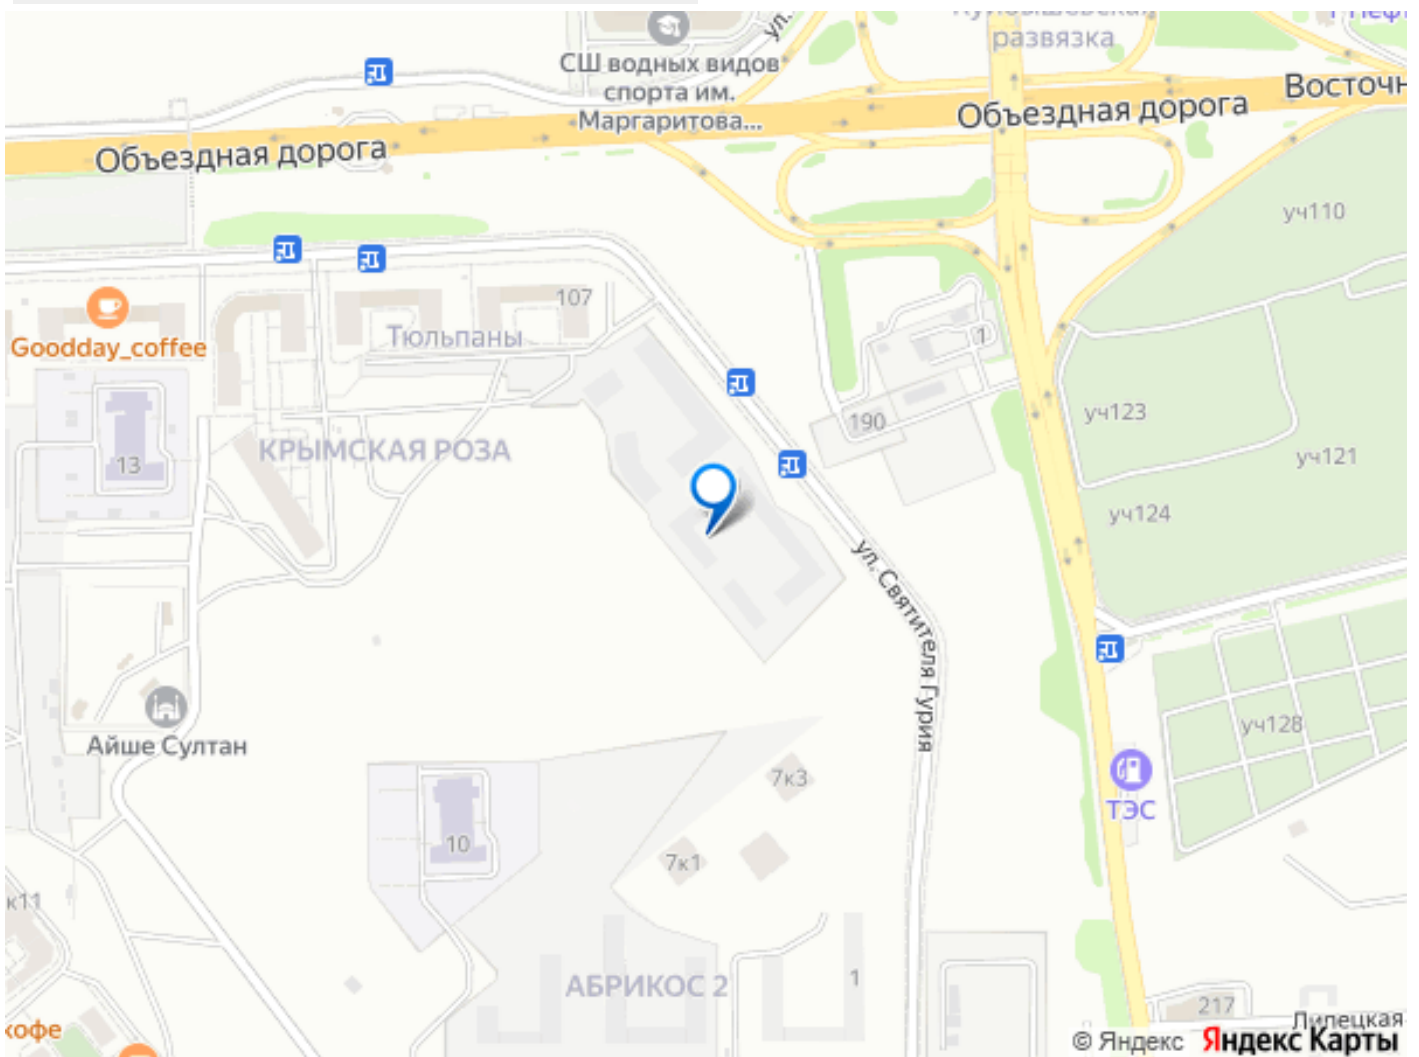 ул.
развязка
СШ водных видов
спорта им.
Маргаритова...
Восточн
Объездная дорога
Объездная дорога
уч110
107
Тюльпаны
1
Goodday_coffee
190
уч123
КРЫМСКАЯ РОЗА
13
уч121
уч124
ул. Святителя Гурия
Айше Султан
уч128
7к3
ТЭС
10
7к1
к11
АБРИКОС 2
1
217
Липецкая
кофе
© Яндекс Яндекс Карты